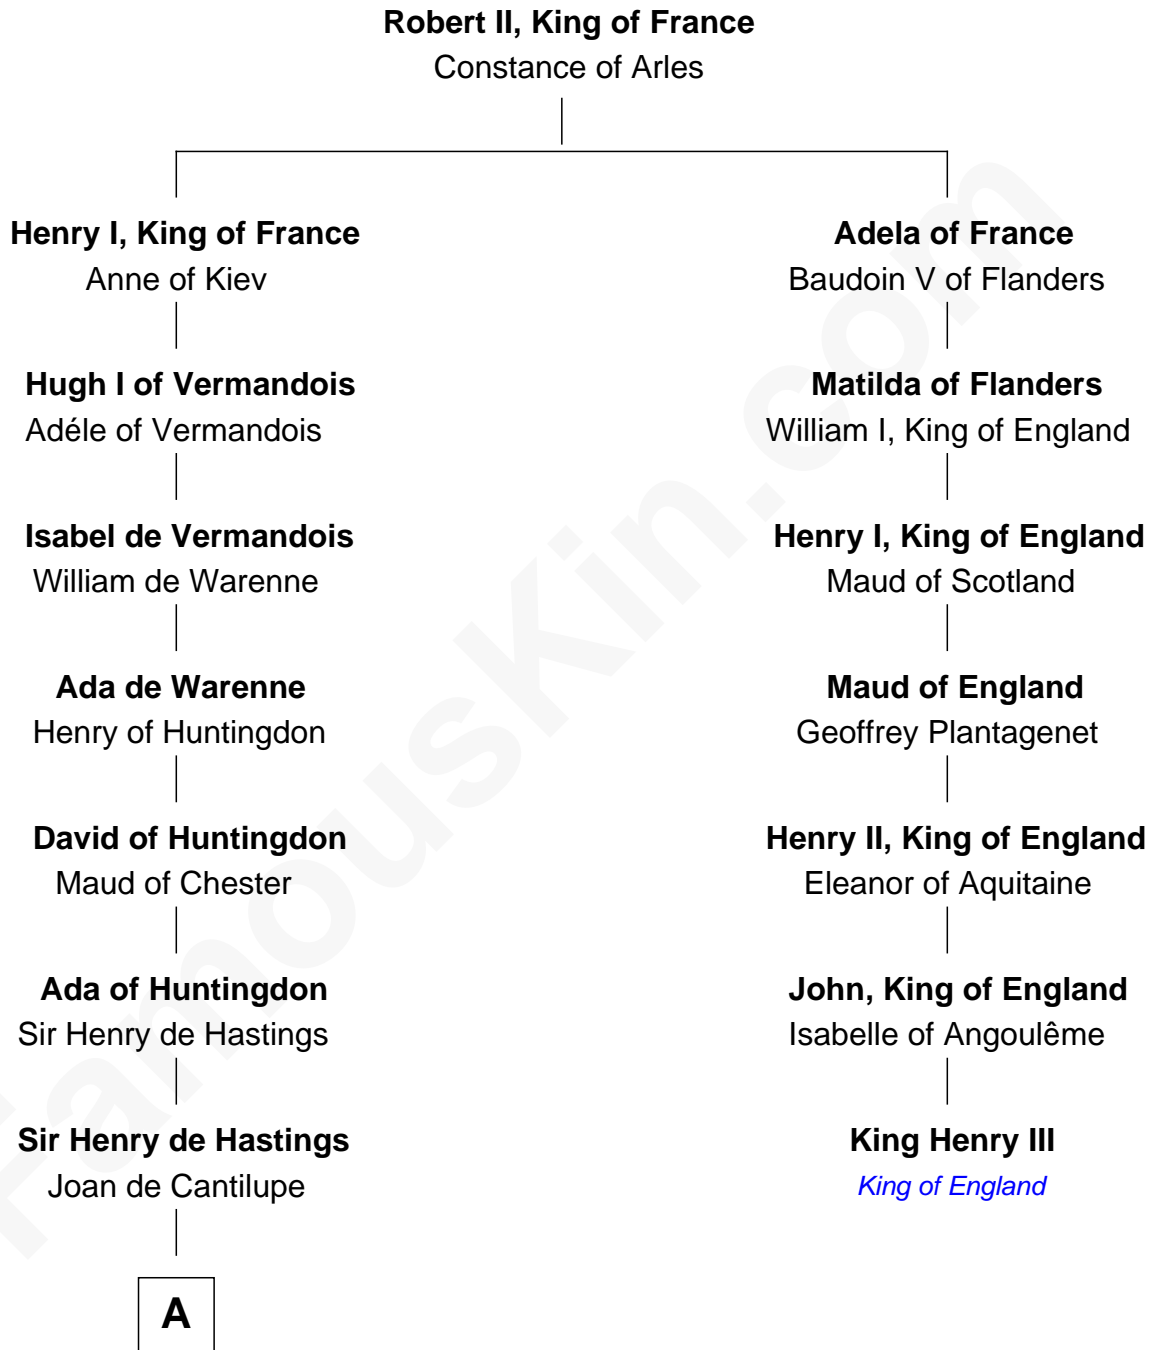 Robert II, King of France
Constance of Arles
Henry I, King of France
Anne of Kiev
Adela of France
Baudoin V of Flanders
Hugh I of Vermandois
Adéle of Vermandois
Matilda of Flanders
William I, King of England
Isabel de Vermandois
William de Warenne
Henry I, King of England
Maud of Scotland
Ada de Warenne
Henry of Huntingdon
Maud of England
Geoffrey Plantagenet
David of Huntingdon
Maud of Chester
Henry II, King of England
Eleanor of Aquitaine
Ada of Huntingdon
Sir Henry de Hastings
John, King of England
Isabelle of Angoulême
Sir Henry de Hastings
Joan de Cantilupe
King Henry III
King of England
A
FamousKin.com